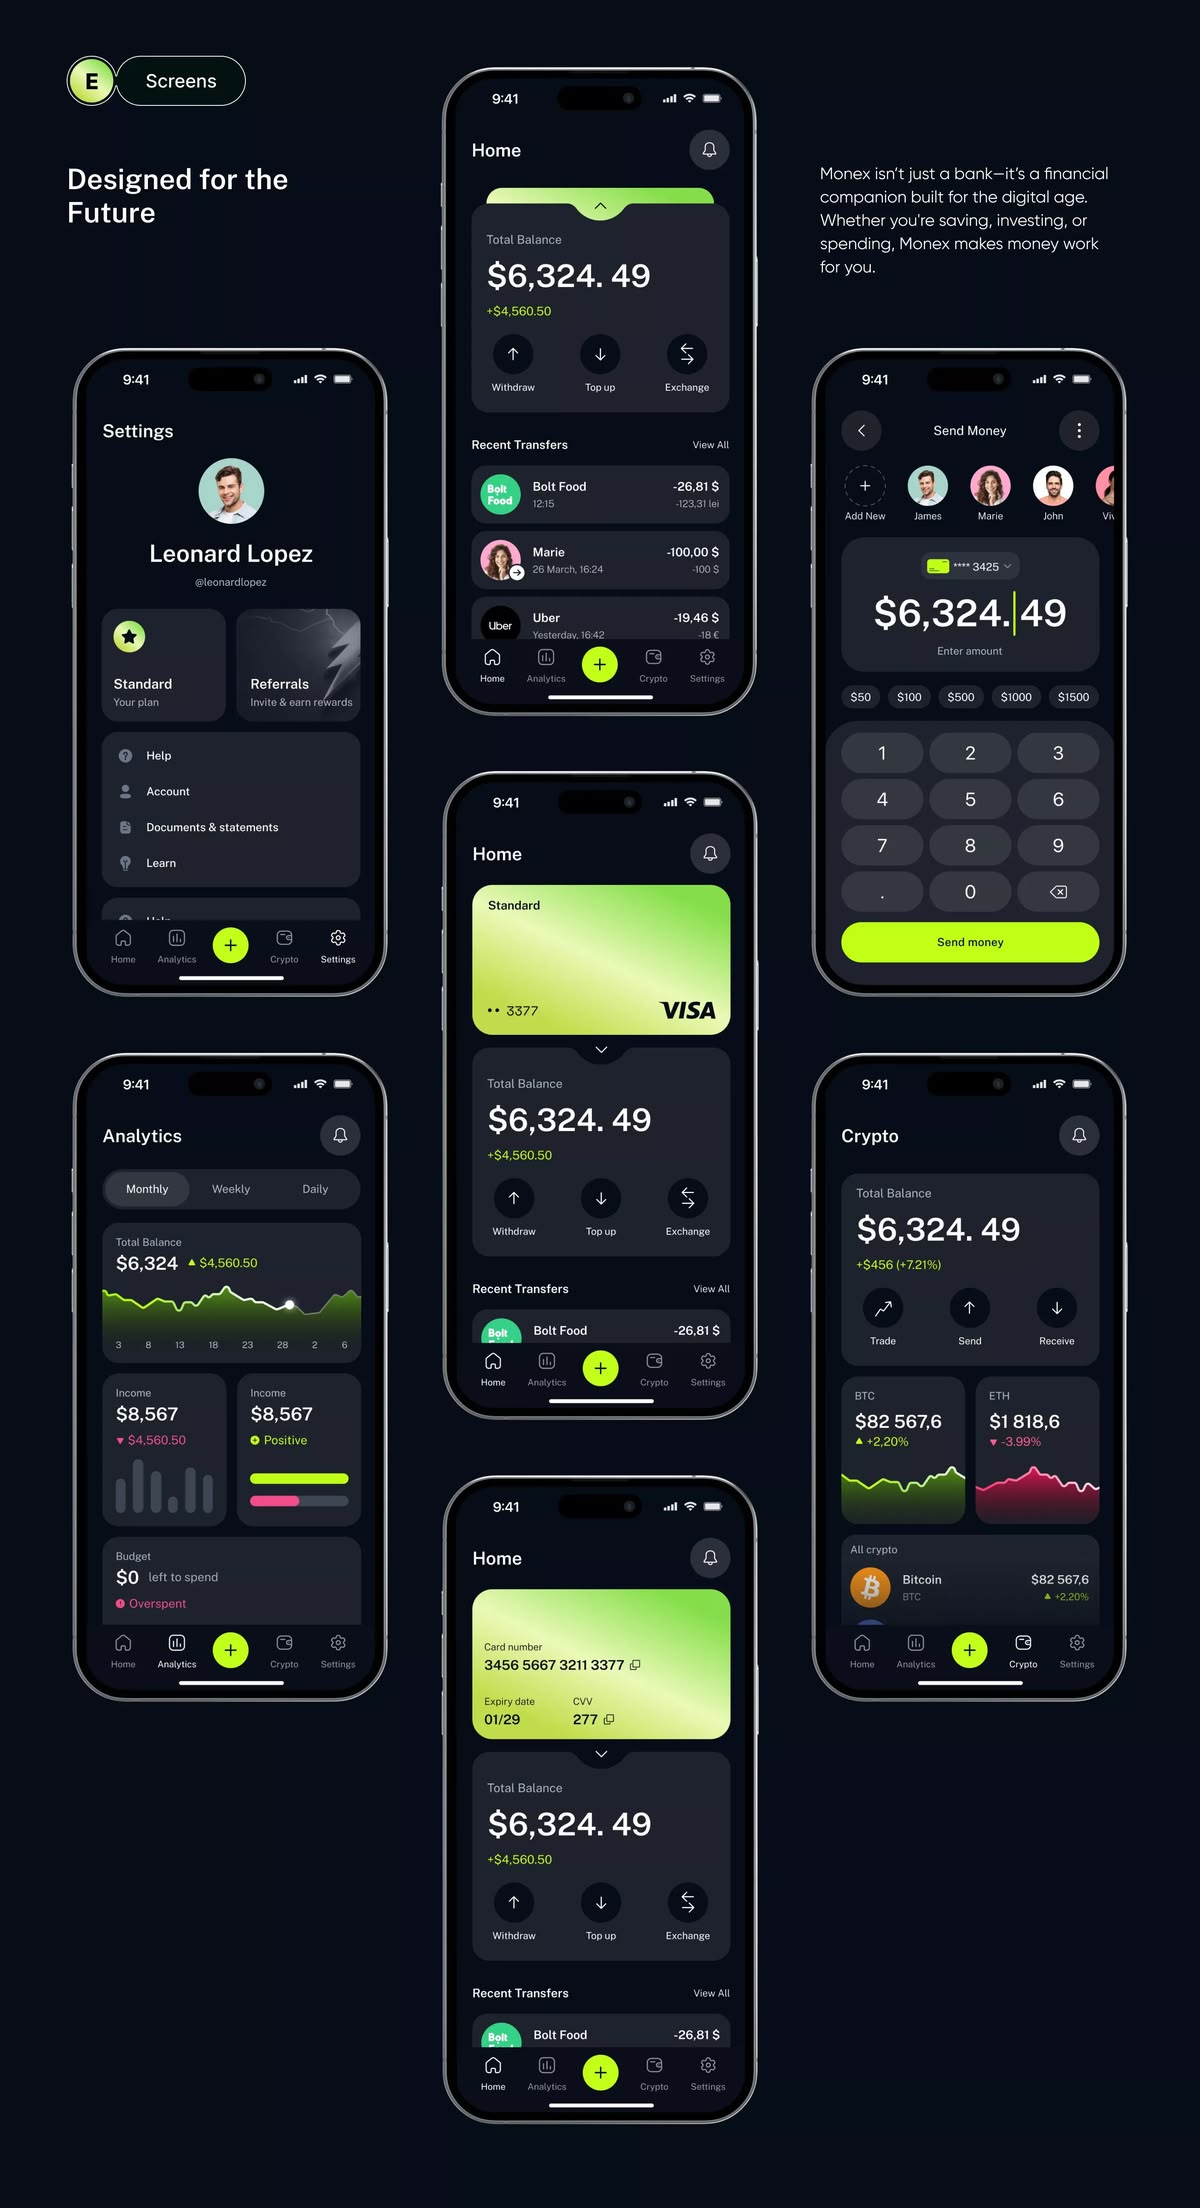 E
Screens
Designed for the
Future
Monex isn't just a bank—it's a financial
companion built for the digital age.
Whether you're saving, investing, or
spending, Monex makes money work
for you.
9:41
Home
Total Balance
$6,324. 49
+$4,560.50
Withdraw
Top up
Exchange
Recent Transfers
View All
Bolt Food
Bolt Food
-26,81 $
12:15
-123,31 lei
Marie
-100,00 $
26 March, 16:24
-100 $
Uber
Uber
-19,46 $
Yesterday, 16:42
-18 €
Home
Analytics
Crypto
Settings
9:41
Settings
Leonard Lopez
@leonardlopez
Standard
Your plan
Referrals
Invite & earn rewards
Help
Account
Documents & statements
Learn
Help
Home
Analytics
Crypto
Settings
9:41
Send Money
Add New
James
Marie
John
**** 3425
$6,324. 49
Enter amount
$50
$100
$500
$1000
$1500
1
2
3
4
5
6
7
8
9
.
0
Send money
9:41
Home
Standard
•• 3377
VISA
Total Balance
$6,324. 49
+$4,560.50
Withdraw
Top up
Exchange
Recent Transfers
View All
Bolt
Bolt Food
-26,81 $
Home
Analytics
Crypto
Settings
9:41
Analytics
Monthly
Weekly
Daily
Total Balance
$6,324 ▲ $4,560.50
3 8 13 18 23 28 2 6
Income
$8,567
▼ $4,560.50
Income
$8,567
Positive
Budget
$0 left to spend
Overspent
Home
Analytics
Crypto
Settings
9:41
Crypto
Total Balance
$6,324. 49
+$456 (+7.21%)
Trade
Send
Receive
BTC
$82 567,6
▲ +2,20%
ETH
$1 818,6
▼ -3.99%
All crypto
Bitcoin
$82 567,6
BTC
▲ +2,20%
Home
Analytics
Crypto
Settings
9:41
Home
Card number
3456 5667 3211 3377
Expiry date
CVV
01/29
277
Total Balance
$6,324. 49
+$4,560.50
Withdraw
Top up
Exchange
Recent Transfers
View All
Bolt
Bolt Food
-26,81 $
Home
Analytics
Crypto
Settings